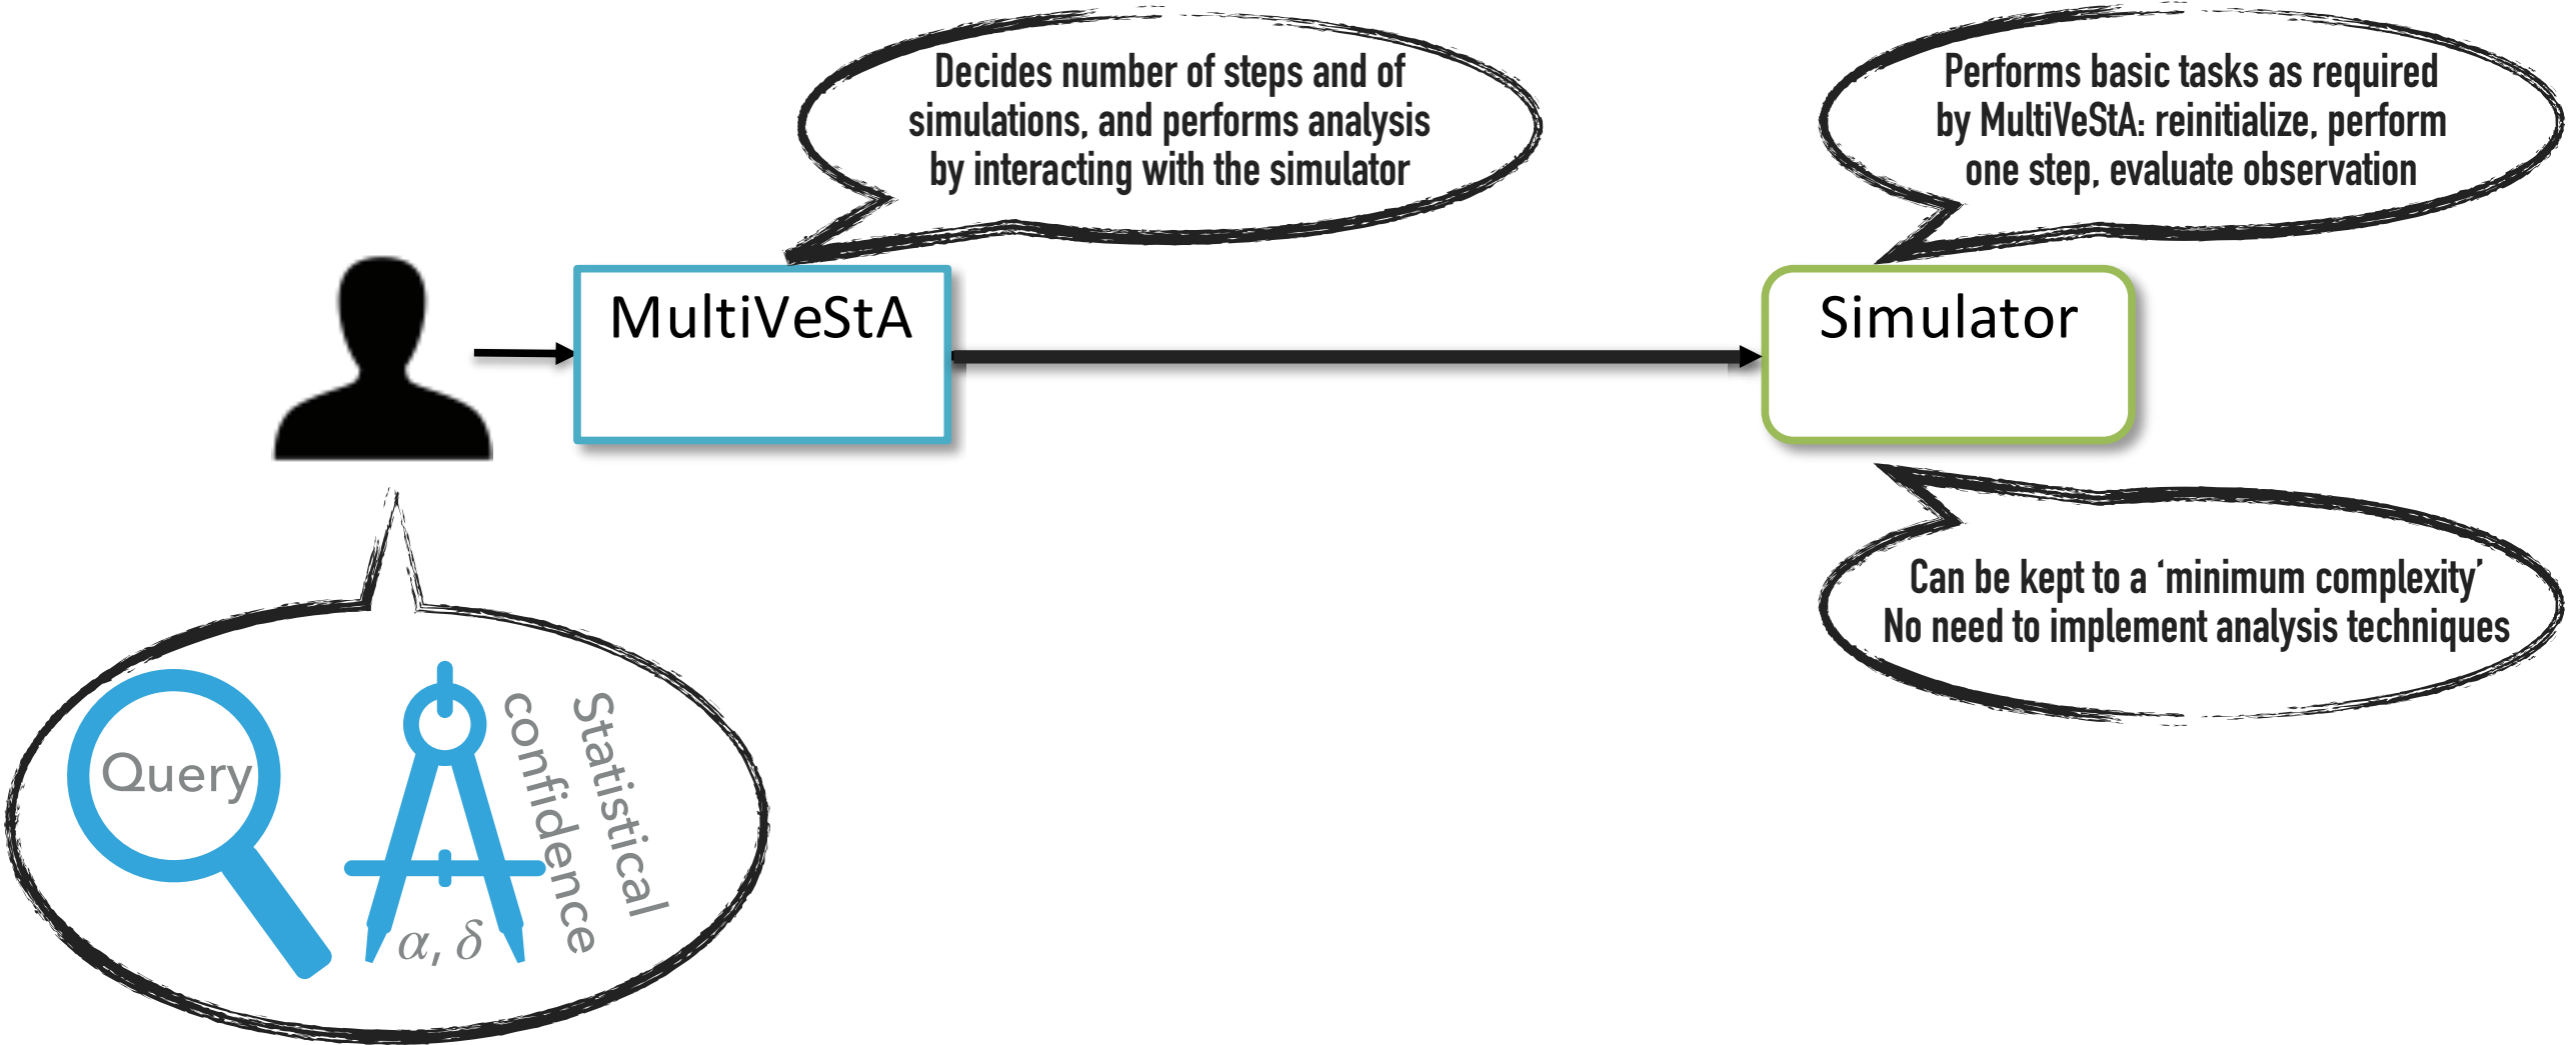 Decides number of steps and of
simulations, and performs analysis
by interacting with the simulator
Performs basic tasks as required
by MultiVeStA: reinitialize, perform
one step, evaluate observation
MultiVeStA
Simulator
Can be kept to a ‘minimum complexity’
No need to implement analysis techniques
Query
α, δ
Statistical
confidence